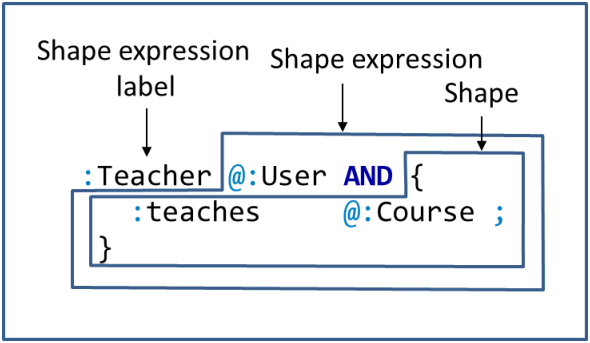 Shape expression
label
Shape expression
Shape
:Teacher @:User AND {
:teaches @:Course ;
}